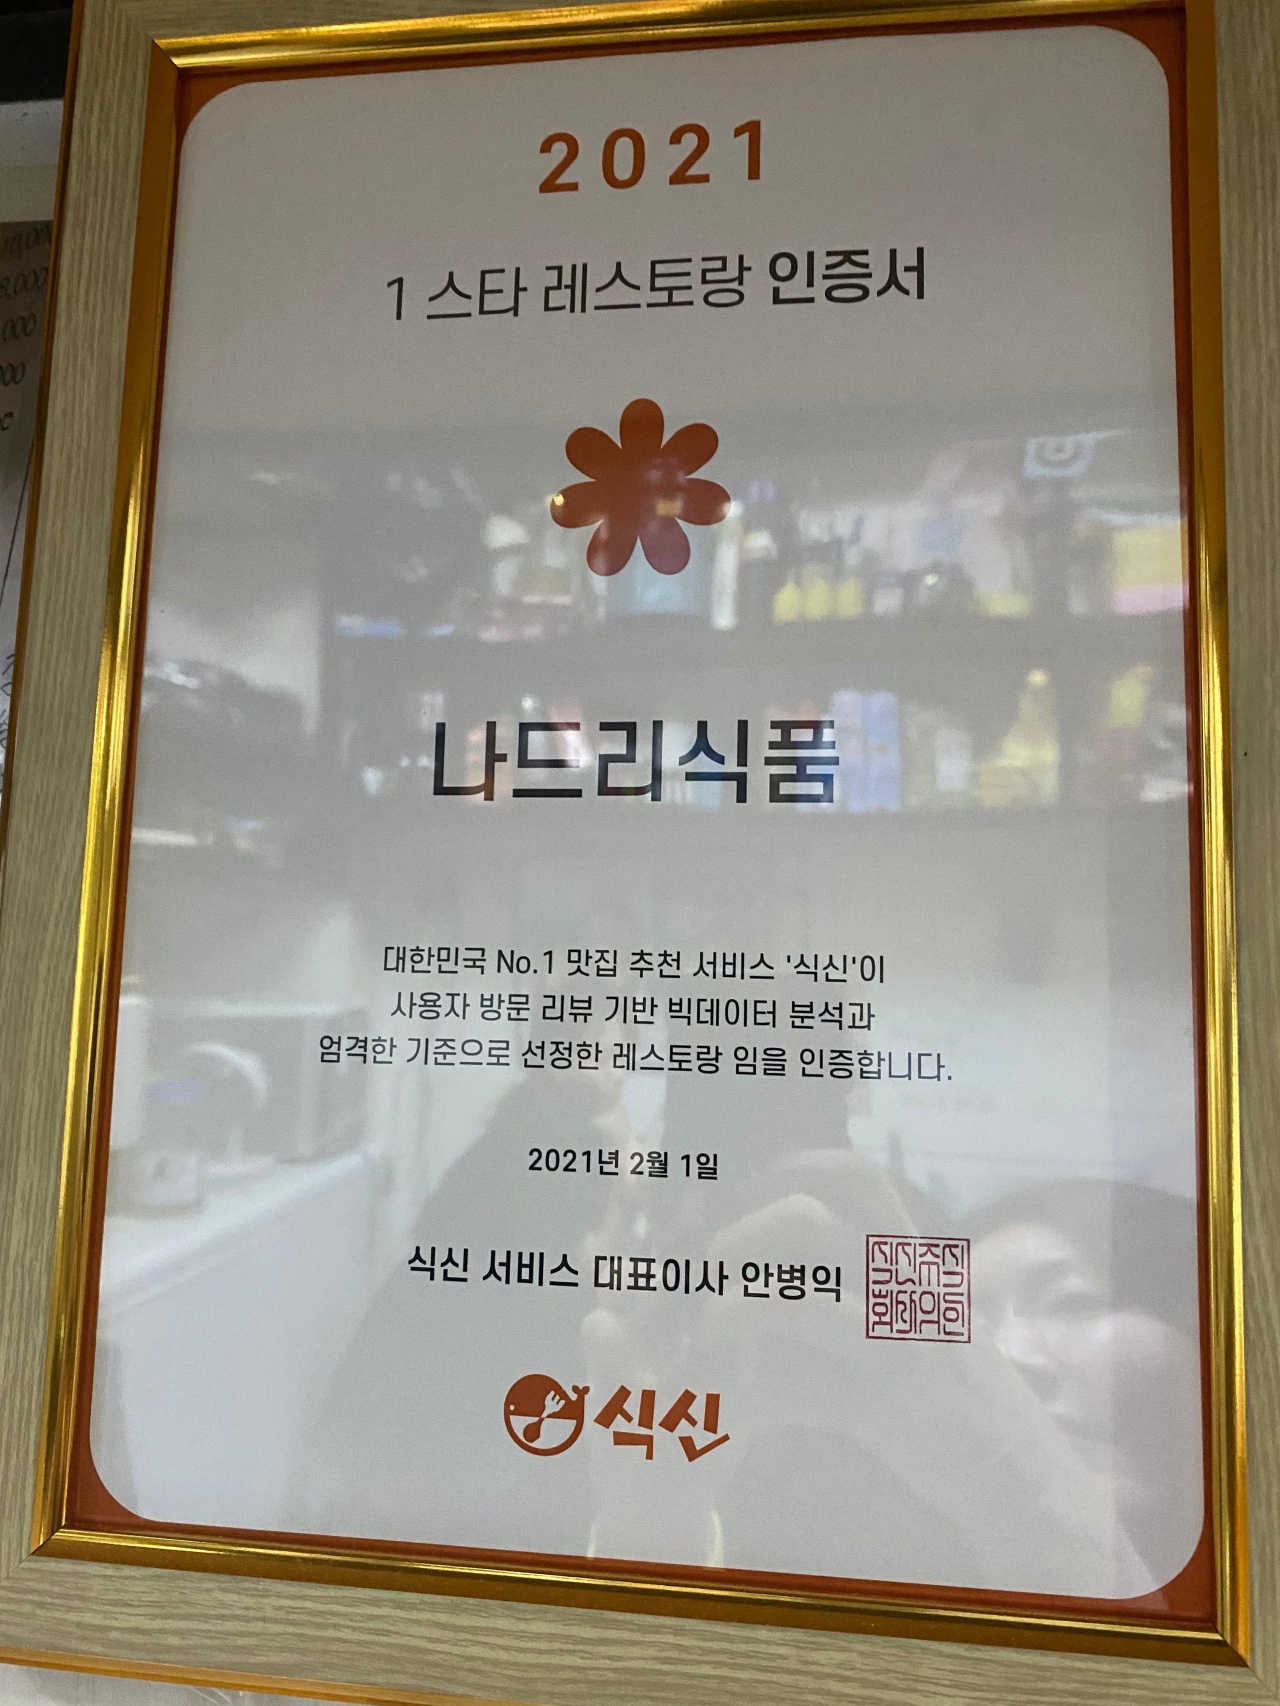 2021
1 스타 레스토랑 인증서
나드리식품
대한민국 No.1 맛집 추천 서비스 '식신'이
사용자 방문 리뷰 기반 빅데이터 분석과
엄격한 기준으로 선정한 레스토랑 임을 인증합니다.
2021년 2월 1일
식신 서비스 대표이사 안병익
식신